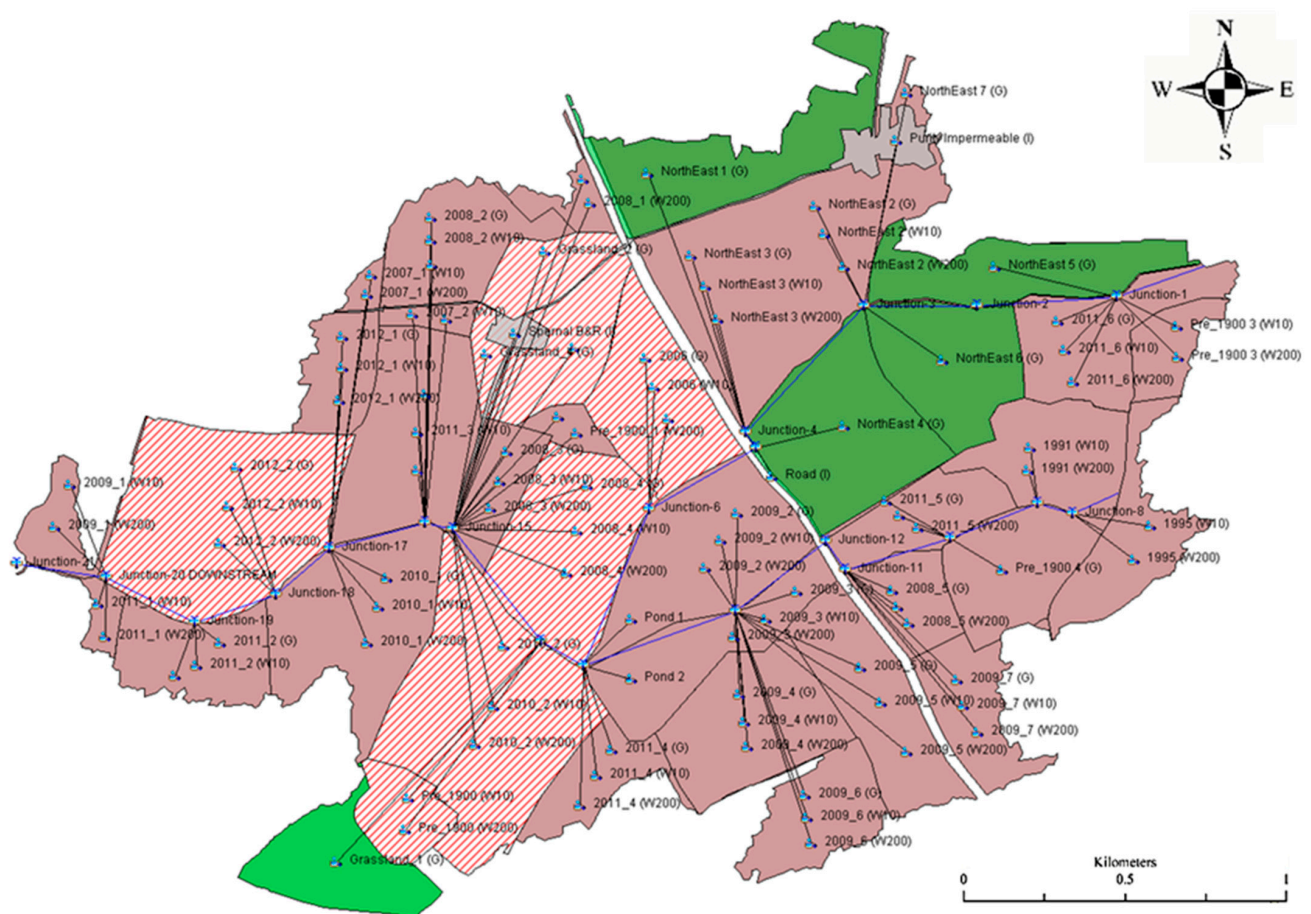 N
W E
S
NorthEast 7 (G)
NorthEast 1 (G)
2008_1 (W200)
NorthEast 2 (G)
2008_2 (G)
NorthEast 2 (W10)
2008_2 (W10)
Grassland_2 (G)
NorthEast 3 (G)
NorthEast 2 (W200)
NorthEast 5 (G)
2007_1 (W10)
NorthEast 3 (W10)
2007_1 (W200)
Junction-3
Junction-2
Junction-1
2007_2 (W10)
NorthEast 3 (W200)
2011_6 (G)
Pre_1900 3 (W10)
2012_1 (G)
Spernal B&R (I)
2011_6 (W10)
Pre_1900 3 (W200)
Grassland_4 (G)
2006 (G)
NorthEast 6 (G)
2012_1 (W10)
2011_6 (W200)
2006 (W10)
2012_1 (W200)
2011_3 (W10)
Pre_1900_1 (W200)
Junction-4
NorthEast 4 (G)
1991 (W10)
2008_3 (G)
2012_2 (G)
1991 (W200)
Road (I)
2009_1 (W10)
2008_3 (W10)
2008_4 (G)
2011_5 (G)
2012_2 (W10)
2008_3 (W200)
Junction-6
2009_2 (G)
Junction-8
2009_1 (W200)
Junction-15
2008_4 (W10)
2011_5 (W200)
1995 (W10)
2012_2 (W200)
Junction-17
2009_2 (W10)
Junction-12
Junction-21
1995 (W200)
Junction-20 DOWNSTREAM
2010_1 (G)
2008_4 (W200)
2009_2 (W200)
Junction-11
Pre_1900 4 (G)
Junction-18
2009_3 (G)
2008_5 (G)
2011_1 (W10)
2010_1 (W10)
Junction-19
Pond 1
2009_3 (W10)
2008_5 (W200)
2011_1 (W200)
2011_2 (G)
2010_1 (W200)
2010_2 (G)
2009_3 (W200)
2011_2 (W10)
2009_5 (G)
Pond 2
2009_7 (G)
2009_4 (G)
2010_2 (W10)
2009_5 (W10)
2009_7 (W10)
2009_4 (W10)
2009_7 (W200)
2010_2 (W200)
2011_4 (G)
2009_4 (W200)
2009_5 (W200)
2011_4 (W10)
Pre_1900 (W10)
2009_6 (G)
2011_4 (W200)
2009_6 (W10)
Pre_1900 (W200)
2009_6 (W200)
Grassland_1 (G)
Kilometers
0 0.5 1